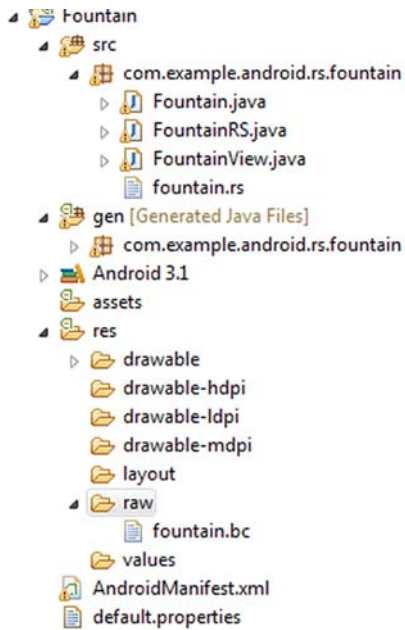 Fountain
src
com.example.android.rs.fountain
Fountain.java
FountainRS.java
FountainView.java
fountain.rs
gen [Generated Java Files]
com.example.android.rs.fountain
Android 3.1
assets
res
drawable
drawable-hdpi
drawable-ldpi
drawable-mdpi
layout
raw
fountain.bc
values
AndroidManifest.xml
default.properties